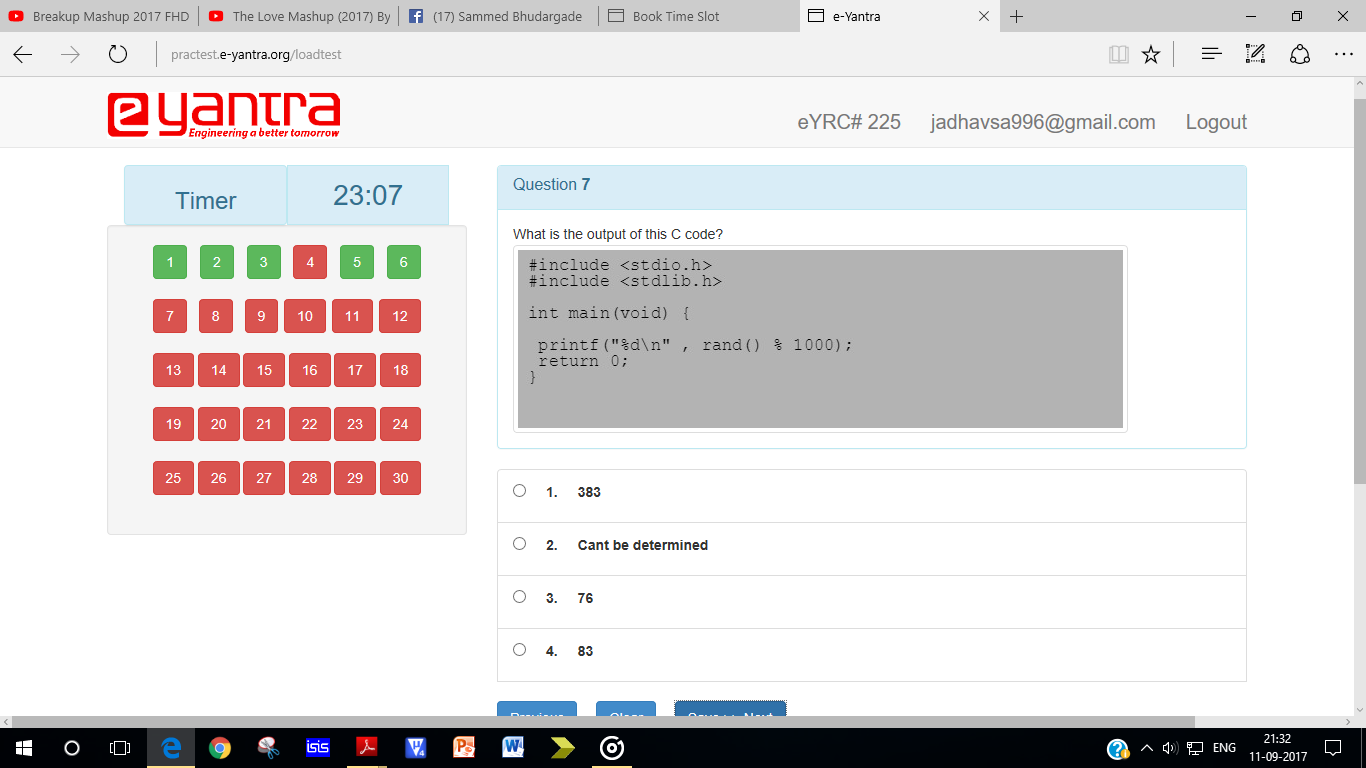 Breakup Mashup 2017 FHD
The Love Mashup (2017) By
(17) Sammed Bhudargade
Book Time Slot
e-Yantra
practest.e-yantra.org/loadtest
e yantra
Engineering a better tomorrow
eYRC# 225 jadhavsa996@gmail.com Logout
Timer 23:07
1 2 3 4 5 6
7 8 9 10 11 12
13 14 15 16 17 18
19 20 21 22 23 24
25 26 27 28 29 30
Question 7
What is the output of this C code?
#include <stdio.h>
#include <stdlib.h>
int main(void) {
printf("%d\n" , rand() % 1000);
return 0;
}
1. 383
2. Cant be determined
3. 76
4. 83
isis
ENG
21:32
11-09-2017